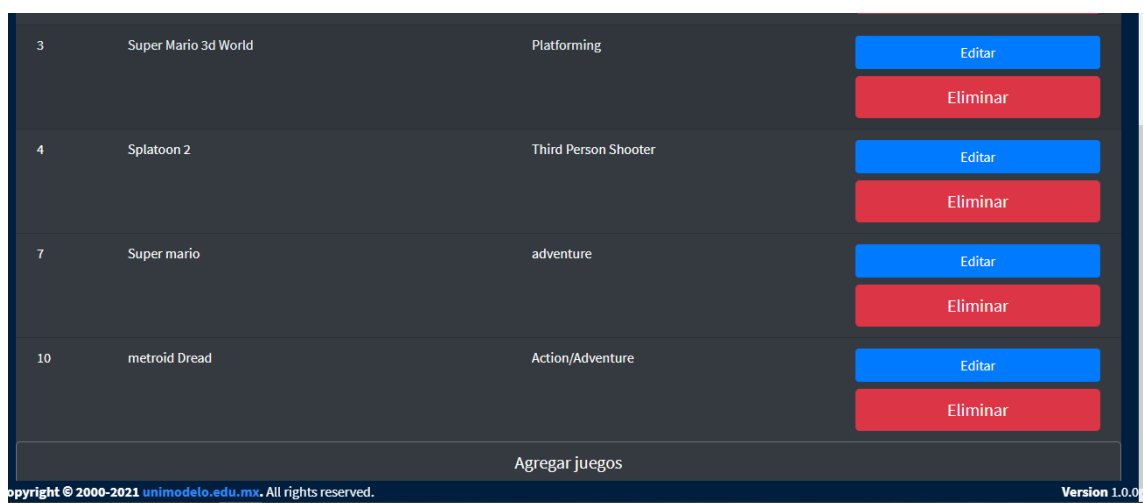 3 Super Mario 3d World Platforming Editar
Eliminar
4 Splatoon 2 Third Person Shooter Editar
Eliminar
7 Super mario adventure Editar
Eliminar
10 metroid Dread Action/Adventure Editar
Eliminar
Agregar juegos
opyright © 2000-2021 unimodelo.edu.mx. All rights reserved. Version 1.0.0